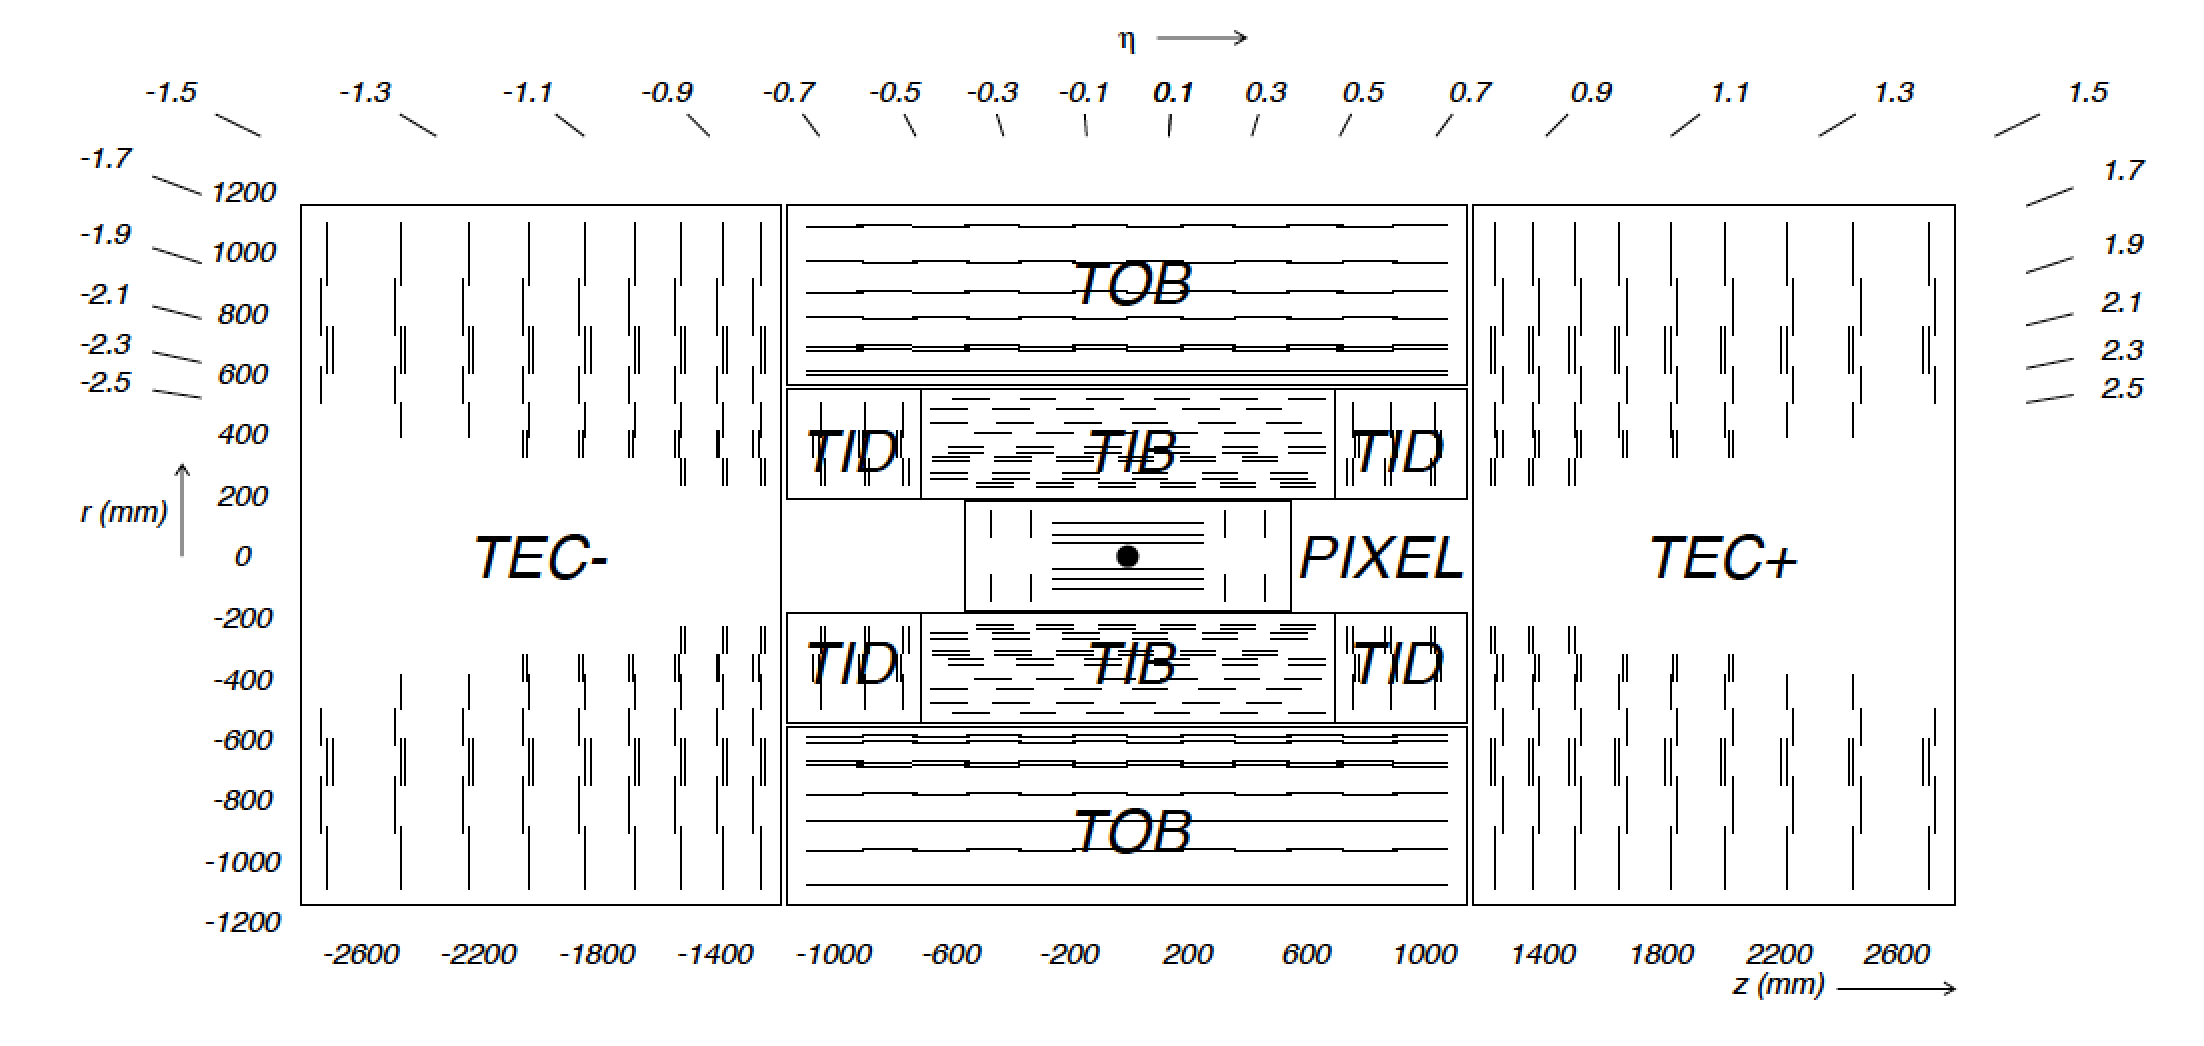 η
-1.5 -1.3 -1.1 -0.9 -0.7 -0.5 -0.3 -0.1 0.1 0.3 0.5 0.7 0.9 1.1 1.3 1.5
-1.7 1.7
1200
-1.9 1000 1.9
-2.1 800 2.1
TOB
-2.3 600 2.3
-2.5 2.5
400
TID TIB TID
200
r (mm)
0 TEC- PIXEL TEC+
-200
-400 TID TIB TID
-600
-800
TOB
-1000
-1200
-2600 -2200 -1800 -1400 -1000 -600 -200 200 600 1000 1400 1800 2200 2600
z (mm)